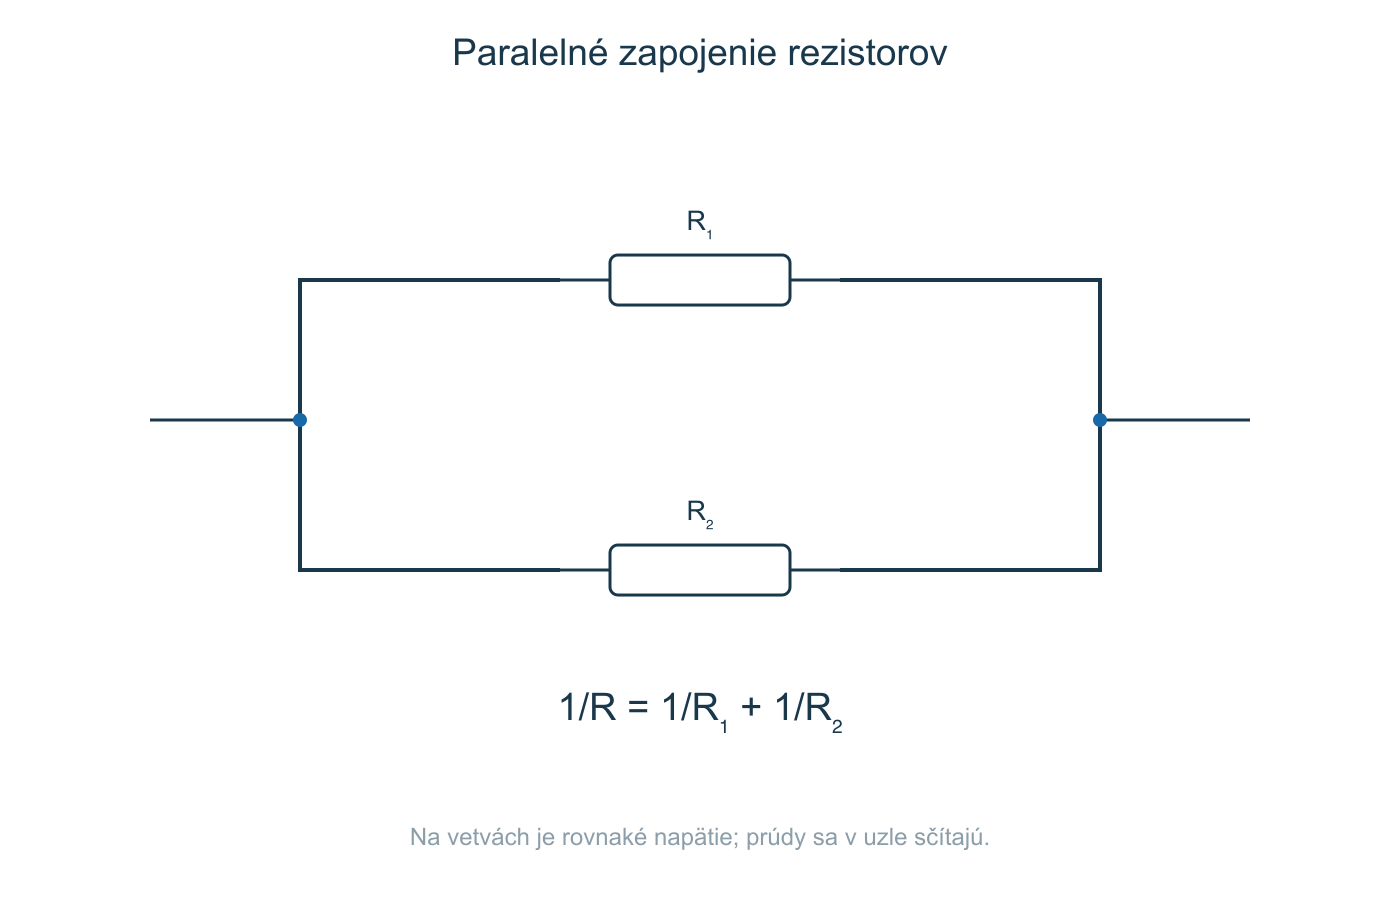 Paralelné zapojenie rezistorov
R₁
R₂
1/R = 1/R₁ + 1/R₂
Na vetvách je rovnaké napätie; prúdy sa v uzle sčítajú.